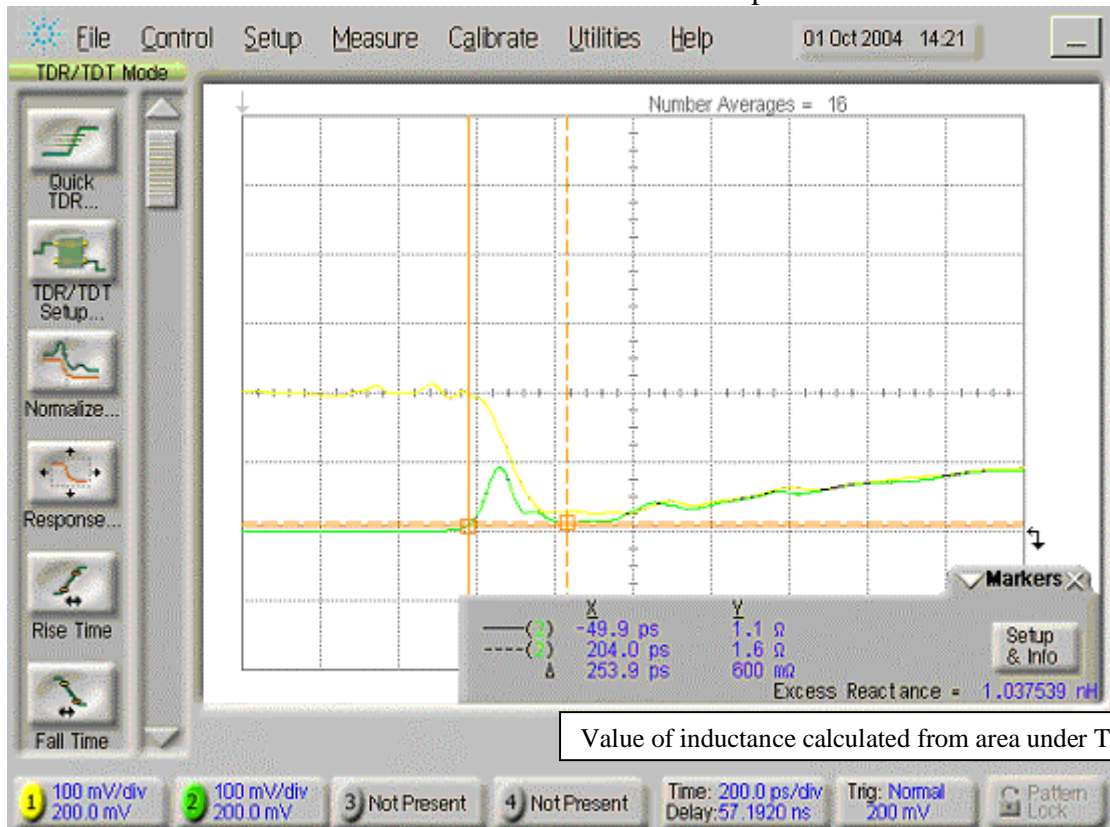 File Control Setup Measure Calibrate Utilities Help 01 Oct 2004 14:21
TDR/TDT Mode
Number Averages = 16
Quick
TDR...
TDR/TDT
Setup...
Normalize...
Response...
Rise Time
Fall Time
Markers
X Y
(2) -49.9 ps 1.1 Ω
(2) 204.0 ps 1.6 Ω
Δ 253.9 ps 600 mΩ
Setup
& Info
Excess Reactance = 1.037539 nH
Value of inductance calculated from area under T
1 100 mV/div
200.0 mV
2 100 mV/div
200.0 mV
3 Not Present
4 Not Present
Time: 200.0 ps/div
Delay:57.1920 ns
Trig: Normal
200 mV
Pattern
Lock